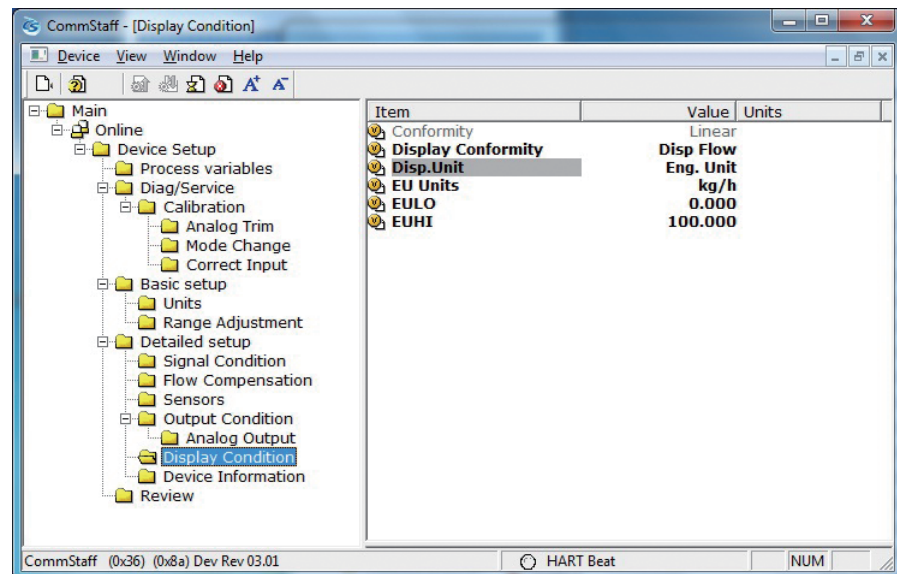 CommStaff - [Display Condition]
Device View Window Help
Main
Online
Device Setup
Process variables
Diag/Service
Calibration
Analog Trim
Mode Change
Correct Input
Basic setup
Units
Range Adjustment
Detailed setup
Signal Condition
Flow Compensation
Sensors
Output Condition
Analog Output
Display Condition
Device Information
Review
Item Value Units
Conformity Linear
Display Conformity Disp Flow
Disp.Unit Eng. Unit
EU Units kg/h
EULO 0.000
EUHI 100.000
CommStaff (0x36) (0x8a) Dev Rev 03.01 HART Beat NUM